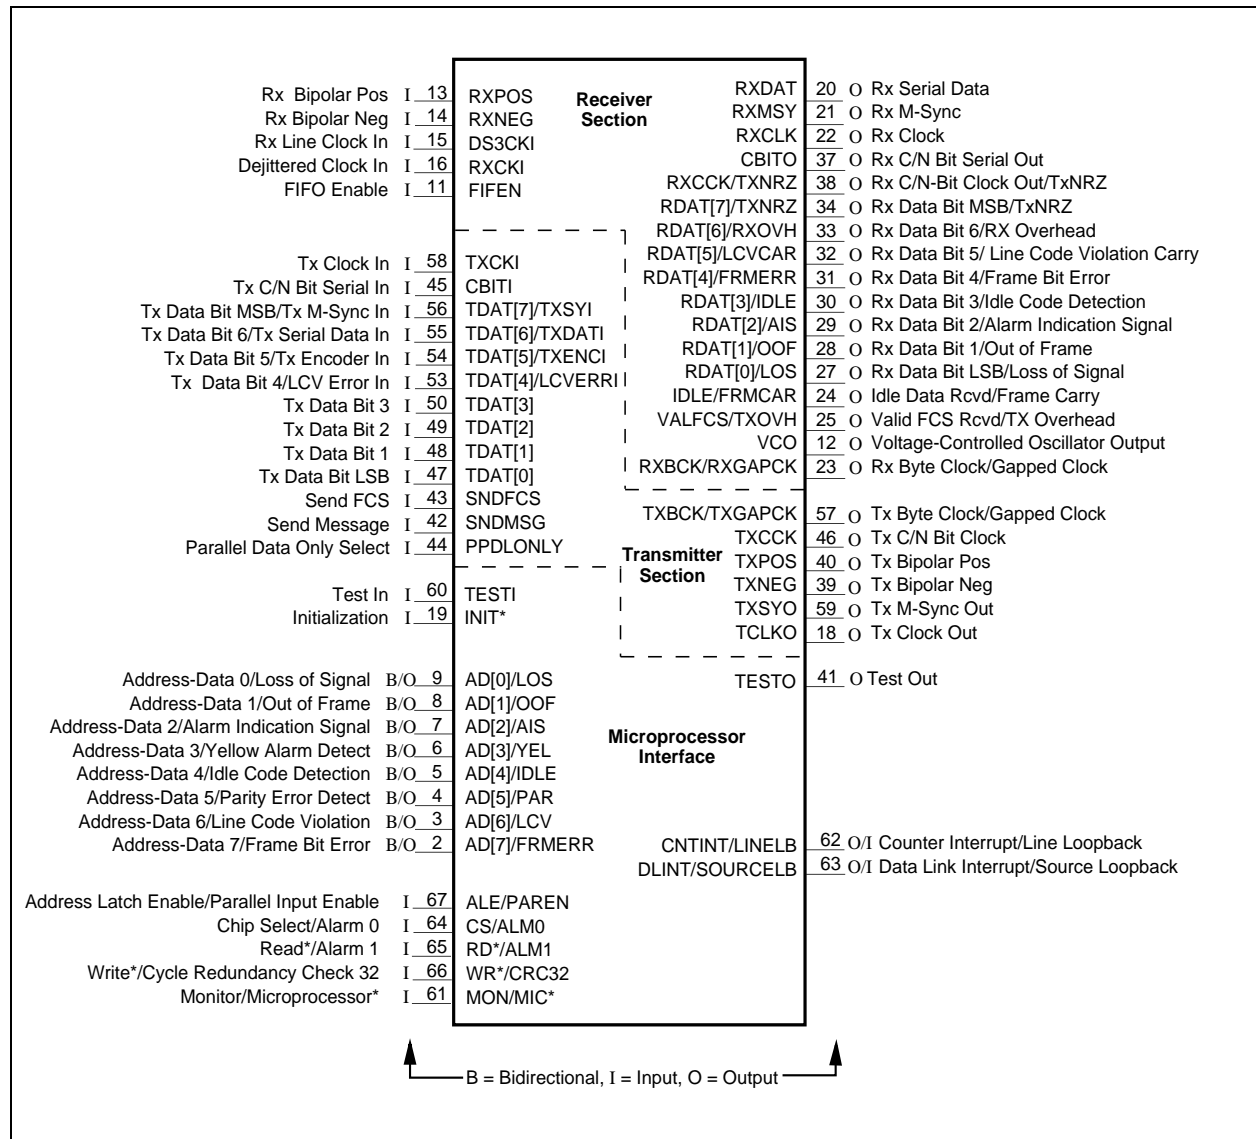 Rx Bipolar Pos I 13 RXPOS
Rx Bipolar Neg I 14 RXNEG
Rx Line Clock In I 15 DS3CKI
Dejittered Clock In I 16 RXCKI
FIFO Enable I 11 FIFEN
Receiver
Section
RXDAT 20 O Rx Serial Data
RXMSY 21 O Rx M-Sync
RXCLK 22 O Rx Clock
CBITO 37 O Rx C/N Bit Serial Out
RXCCK/TXNRZ 38 O Rx C/N-Bit Clock Out/TxNRZ
RDAT[7]/TXNRZ 34 O Rx Data Bit MSB/TxNRZ
RDAT[6]/RXOVH 33 O Rx Data Bit 6/RX Overhead
RDAT[5]/LCVCAR 32 O Rx Data Bit 5/ Line Code Violation Carry
RDAT[4]/FRMERR 31 O Rx Data Bit 4/Frame Bit Error
RDAT[3]/IDLE 30 O Rx Data Bit 3/Idle Code Detection
RDAT[2]/AIS 29 O Rx Data Bit 2/Alarm Indication Signal
RDAT[1]/OOF 28 O Rx Data Bit 1/Out of Frame
RDAT[0]/LOS 27 O Rx Data Bit LSB/Loss of Signal
IDLE/FRMCAR 24 O Idle Data Rcvd/Frame Carry
VALFCS/TXOVH 25 O Valid FCS Rcvd/TX Overhead
VCO 12 O Voltage-Controlled Oscillator Output
RXBCK/RXGAPCK 23 O Rx Byte Clock/Gapped Clock
Tx Clock In I 58 TXCKI
Tx C/N Bit Serial In I 45 CBITI
Tx Data Bit MSB/Tx M-Sync In I 56 TDAT[7]/TXSYI
Tx Data Bit 6/Tx Serial Data In I 55 TDAT[6]/TXDATI
Tx Data Bit 5/Tx Encoder In I 54 TDAT[5]/TXENCI
Tx Data Bit 4/LCV Error In I 53 TDAT[4]/LCVERRI
Tx Data Bit 3 I 50 TDAT[3]
Tx Data Bit 2 I 49 TDAT[2]
Tx Data Bit 1 I 48 TDAT[1]
Tx Data Bit LSB I 47 TDAT[0]
Send FCS I 43 SNDFCS
Send Message I 42 SNDMSG
Parallel Data Only Select I 44 PPDLONLY
Transmitter
Section
TXBCK/TXGAPCK 57 O Tx Byte Clock/Gapped Clock
TXCCK 46 O Tx C/N Bit Clock
TXPOS 40 O Tx Bipolar Pos
TXNEG 39 O Tx Bipolar Neg
TXSYO 59 O Tx M-Sync Out
TCLKO 18 O Tx Clock Out
Test In I 60 TESTI
Initialization I 19 INIT*
TESTO 41 O Test Out
Address-Data 0/Loss of Signal B/O 9 AD[0]/LOS
Address-Data 1/Out of Frame B/O 8 AD[1]/OOF
Address-Data 2/Alarm Indication Signal B/O 7 AD[2]/AIS
Address-Data 3/Yellow Alarm Detect B/O 6 AD[3]/YEL
Address-Data 4/Idle Code Detection B/O 5 AD[4]/IDLE
Address-Data 5/Parity Error Detect B/O 4 AD[5]/PAR
Address-Data 6/Line Code Violation B/O 3 AD[6]/LCV
Address-Data 7/Frame Bit Error B/O 2 AD[7]/FRMERR
Microprocessor
Interface
CNTINT/LINELB 62 O/I Counter Interrupt/Line Loopback
DLINT/SOURCELB 63 O/I Data Link Interrupt/Source Loopback
Address Latch Enable/Parallel Input Enable I 67 ALE/PAREN
Chip Select/Alarm 0 I 64 CS/ALM0
Read*/Alarm 1 I 65 RD*/ALM1
Write*/Cycle Redundancy Check 32 I 66 WR*/CRC32
Monitor/Microprocessor* I 61 MON/MIC*
B = Bidirectional, I = Input, O = Output